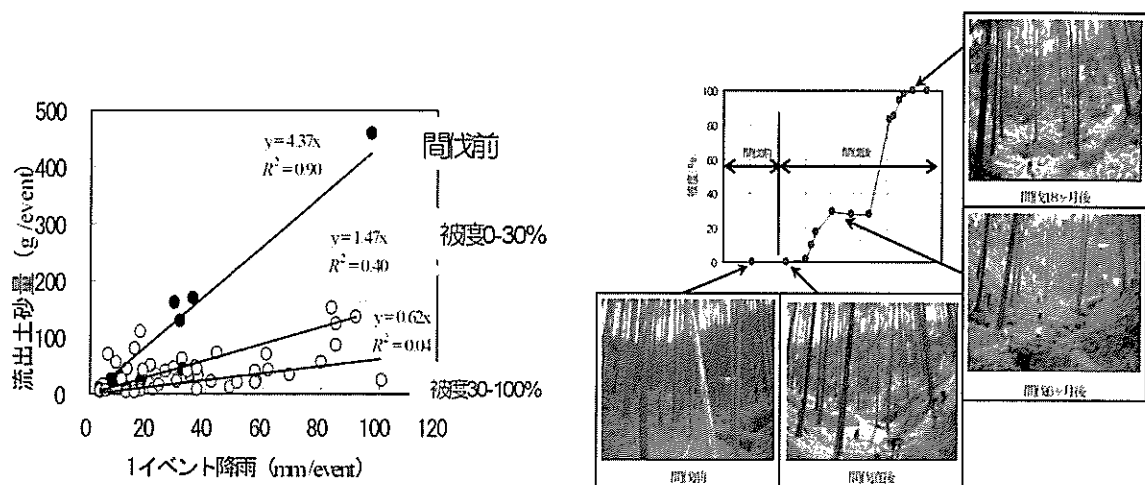 500
400
300
200
100
0
流出土砂量 (g/event)
0 20 40 60 80 100 120
1イベント降雨 (mm/event)
y=4.37x
R²=0.90
間伐前
被度0-30%
y=1.47x
R²=0.40
y=0.62x
R²=0.04
被度30-100%
100
80
60
40
20
0
間伐前
間伐後
間伐18ヶ月後
間伐6ヶ月後
間伐前
間伐直後